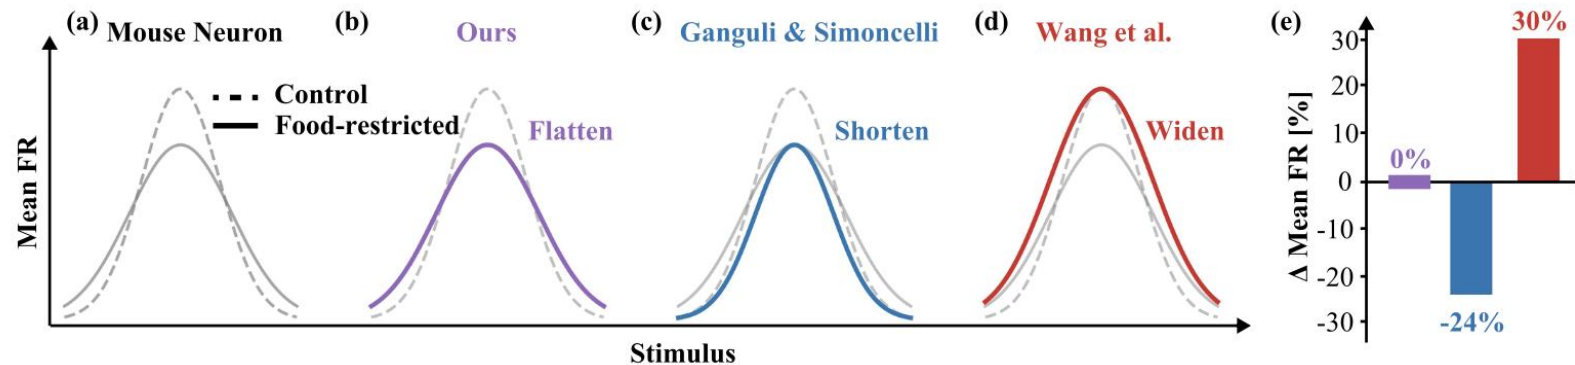 (a) Mouse Neuron
(b) Ours
(c) Ganguli & Simoncelli
(d) Wang et al.
(e)
Control
Food-restricted
Flatten
Shorten
Widen
Mean FR
Stimulus
Δ Mean FR [%]
30
20
10
0
-10
-20
-30
0%
-24%
30%